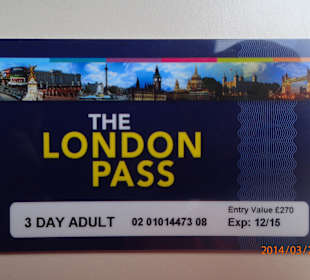 THE
LONDON
PASS
Entry Value £270
3 DAY ADULT 02 01014473 08 Exp: 12/15